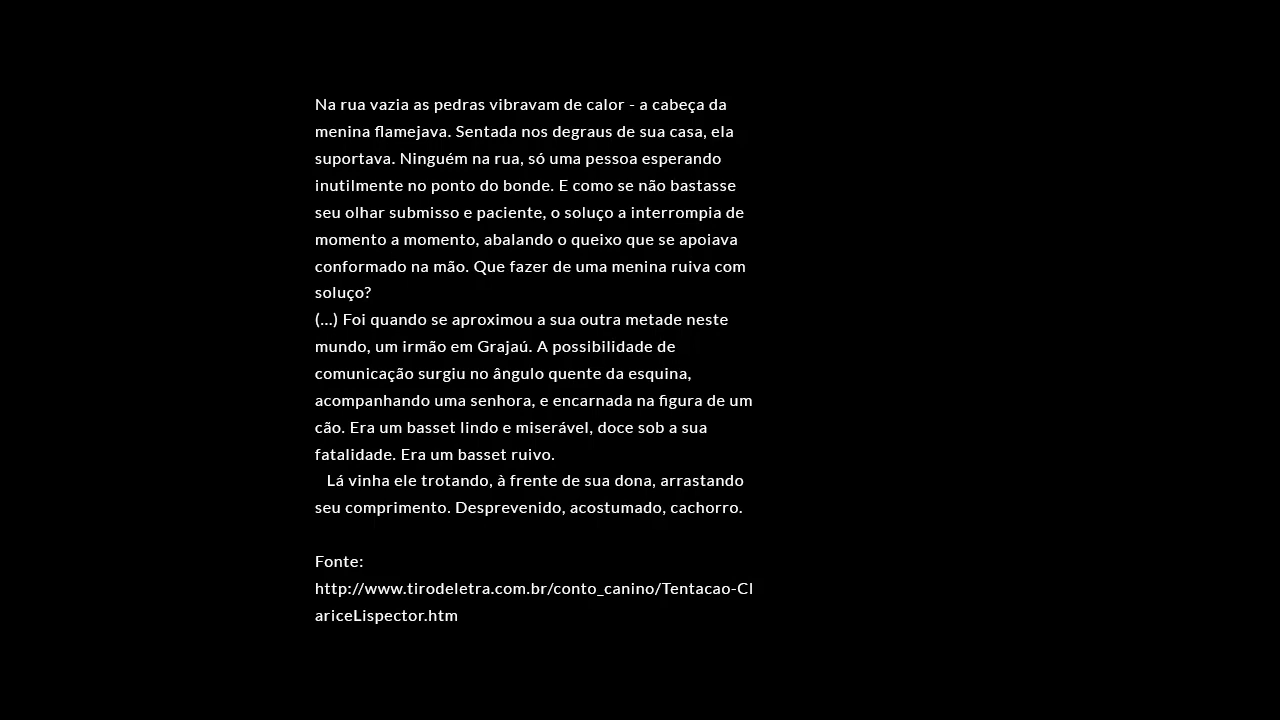 Na rua vazia as pedras vibravam de calor - a cabeça da
menina flamejava. Sentada nos degraus de sua casa, ela
suportava. Ninguém na rua, só uma pessoa esperando
inutilmente no ponto do bonde. E como se não bastasse
seu olhar submisso e paciente, o soluço a interrompia de
momento a momento, abalando o queixo que se apoiava
conformado na mão. Que fazer de uma menina ruiva com
soluço?
(...) Foi quando se aproximou a sua outra metade neste
mundo, um irmão em Grajaú. A possibilidade de
comunicação surgiu no ângulo quente da esquina,
acompanhando uma senhora, e encarnada na figura de um
cão. Era um basset lindo e miserável, doce sob a sua
fatalidade. Era um basset ruivo.
Lá vinha ele trotando, à frente de sua dona, arrastando
seu comprimento. Desprevenido, acostumado, cachorro.
Fonte:
http://www.tirodeletra.com.br/conto_canino/Tentacao-Cl
ariceLispector.htm